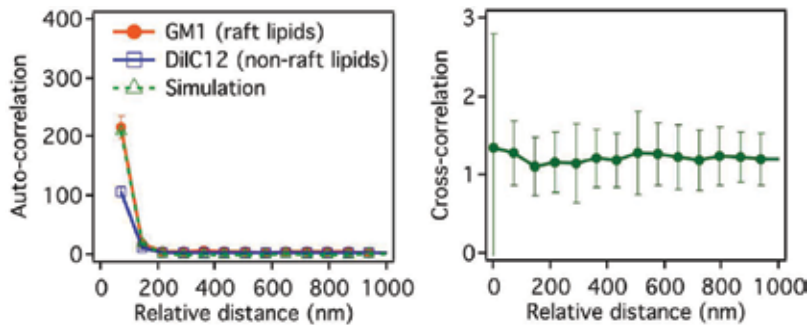 400
300
200
100
0
Auto-correlation
GM1 (raft lipids)
DiIC12 (non-raft lipids)
Simulation
0 200 400 600 800 1000
Relative distance (nm)
3
2
1
0
Cross-correlation
0 200 400 600 800 1000
Relative distance (nm)